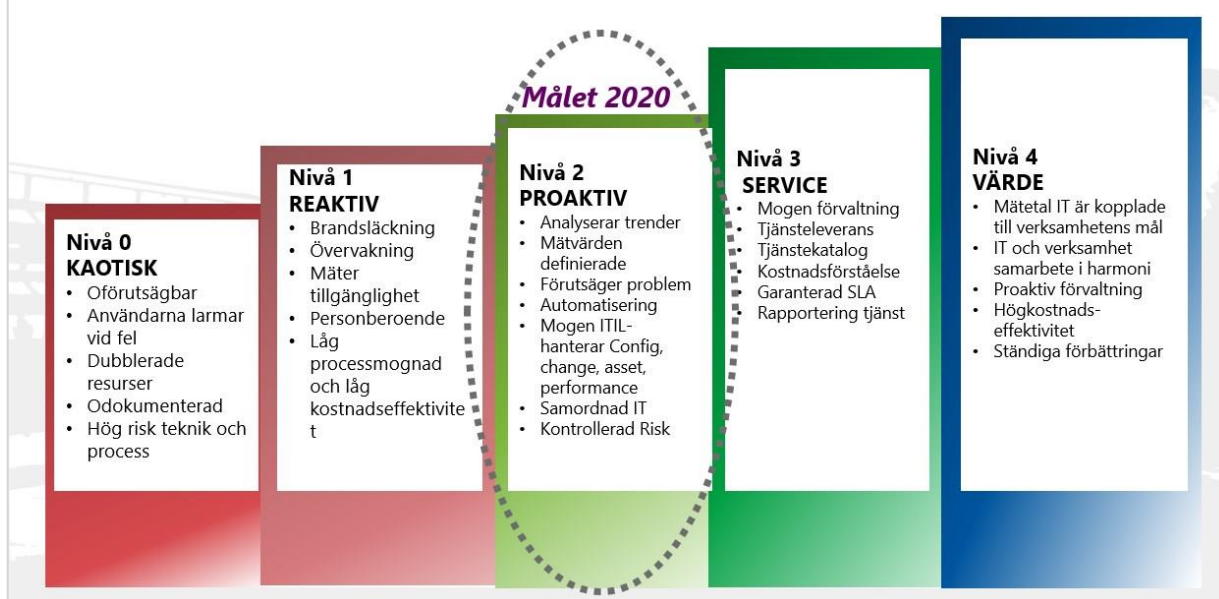 Målet 2020
Nivå 0
KAOTISK
• Oförutsägbar
• Användarna larmar
vid fel
• Dubblerade
resurser
• Odokumenterad
• Hög risk teknik och
process
Nivå 1
REAKTIV
• Brandsläckning
• Övervakning
• Mäter
tillgänglighet
• Personberoende
• Låg
processmognad
och låg
kostnadseffektivite
t
Nivå 2
PROAKTIV
• Analyserar trender
• Mätvärden
definierade
• Förutsäger problem
• Automatisering
• Mogen ITIL-
hanterar Config,
change, asset,
performance
• Samordnad IT
• Kontrollerad Risk
Nivå 3
SERVICE
• Mogen förvaltning
• Tjänsteleverans
• Tjänstekatalog
• Kostnadsförståelse
• Garanterad SLA
• Rapportering tjänst
Nivå 4
VÄRDE
• Mätetal IT är kopplade
till verksamhetens mål
• IT och verksamhet
samarbete i harmoni
• Proaktiv förvaltning
• Högkostnads-
effektivitet
• Ständiga förbättringar